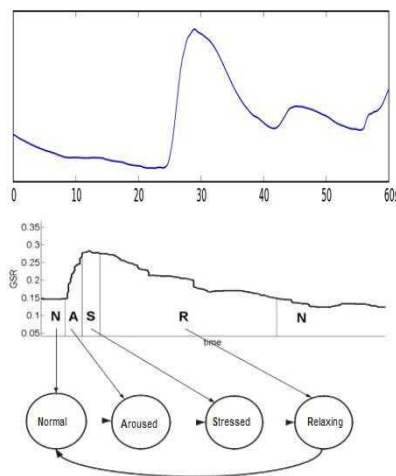 0 10 20 30 40 50 60s
0.35
0.3
0.25
GSR
0.2
0.15
0.1
0.05
N A S R N
time
Normal Aroused Stressed Relaxing